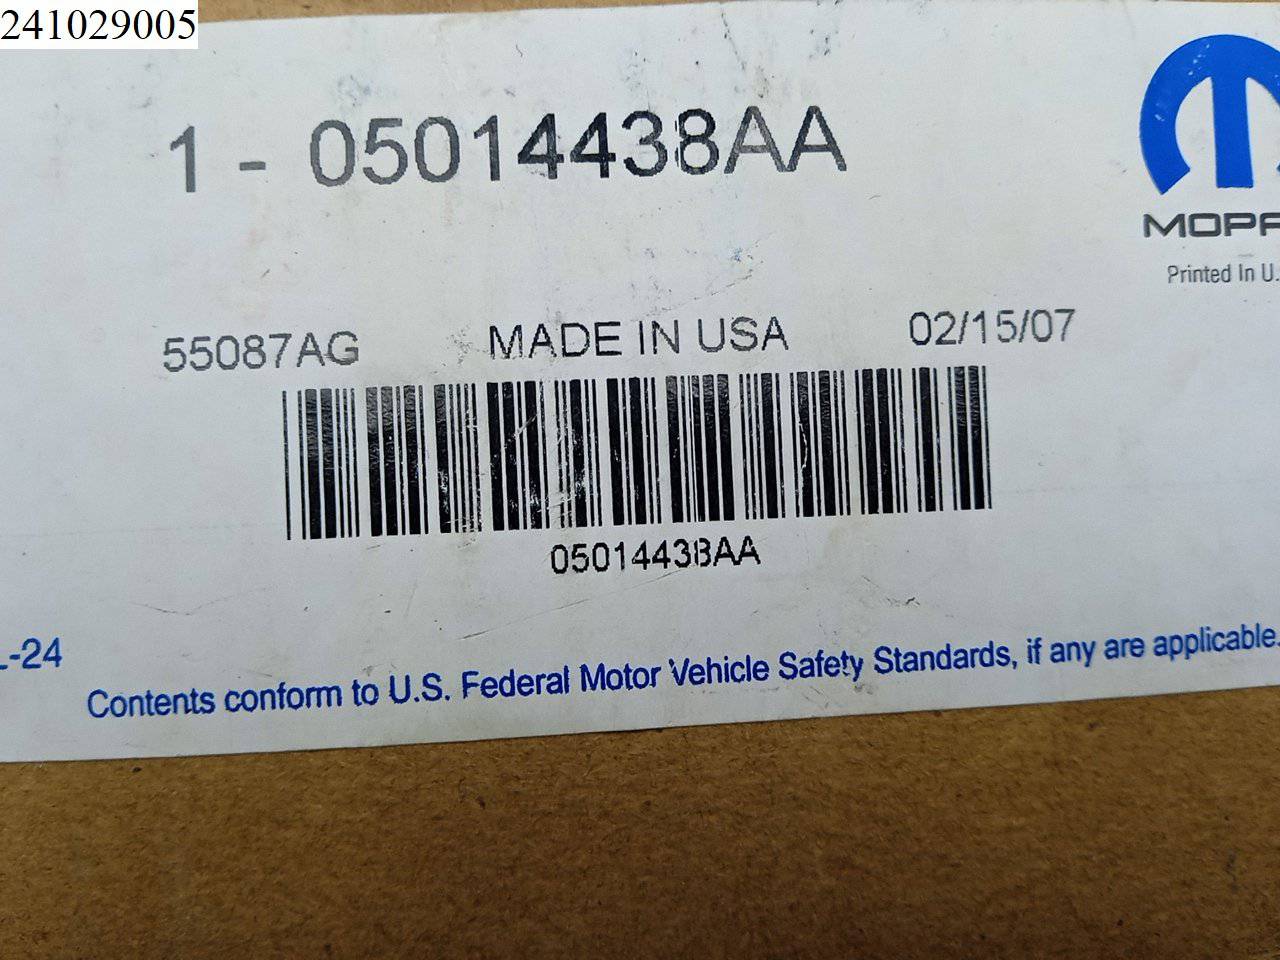 241029005
1 - 05014438AA
MOPA
Printed In U.
55087AG MADE IN USA 02/15/07
05014438AA
L-24
Contents conform to U.S. Federal Motor Vehicle Safety Standards, if any are applicable.